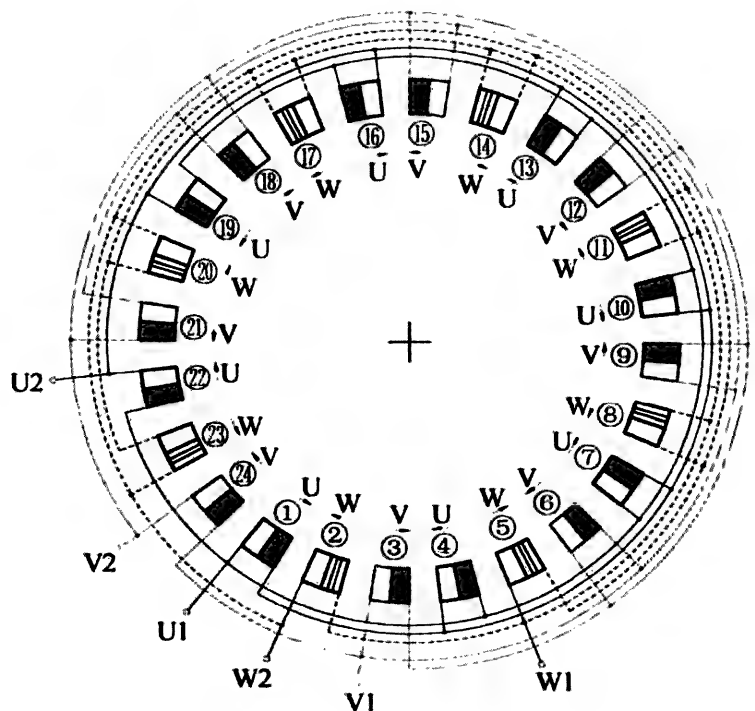 ⑯ ⑮
⑰ ⑭
U V
⑱ W W ⑬
V U
⑲ ⑫
U V ⑪
⑳ W W
㉑ V U ⑩
V ⑨
U2 ㉒ U
W ⑧
㉓ W U
V ⑦
㉔ V ⑥
U W
① W V U ⑤
② ③ ④
V2
U1
W2 W1
V1